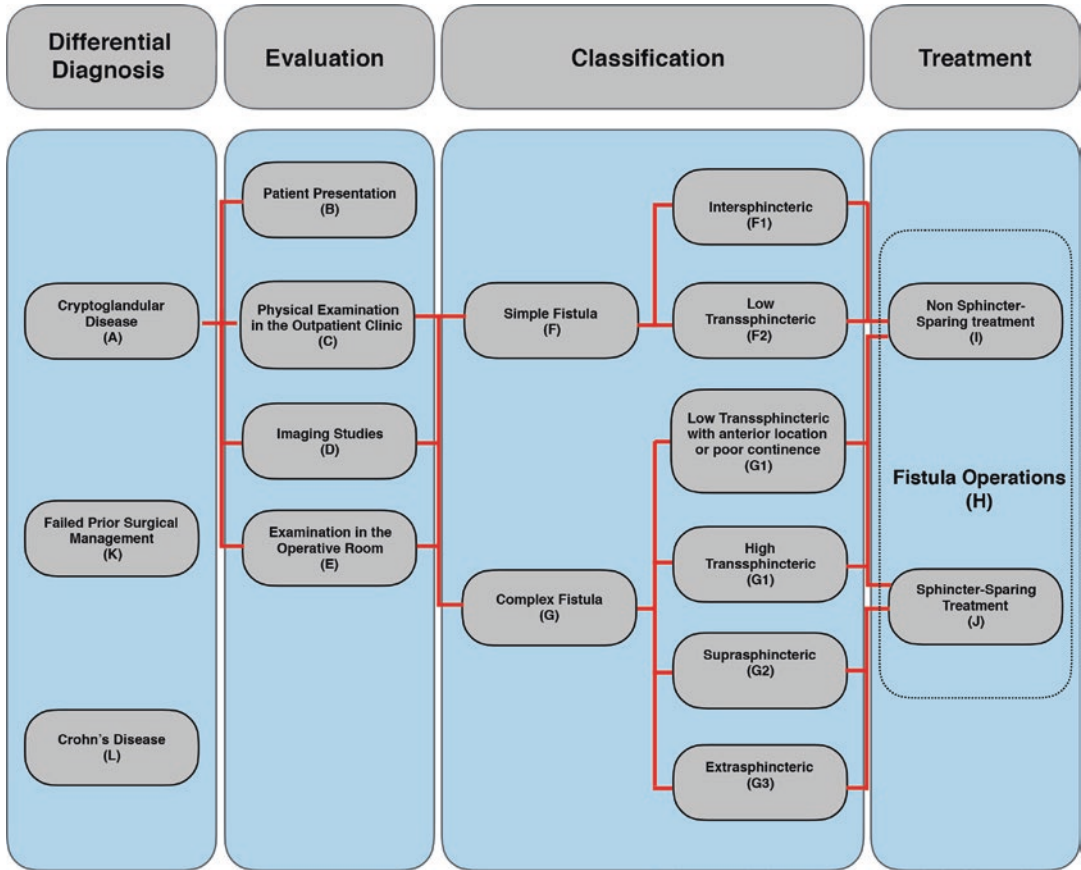 Differential
Diagnosis
Evaluation
Classification
Treatment
Cryptoglandular
Disease
(A)
Failed Prior Surgical
Management
(K)
Crohn's Disease
(L)
Patient Presentation
(B)
Physical Examination
in the Outpatient Clinic
(C)
Imaging Studies
(D)
Examination in the
Operative Room
(E)
Simple Fistula
(F)
Complex Fistula
(G)
Intersphincteric
(F1)
Low
Transsphincteric
(F2)
Low Transsphincteric
with anterior location
or poor continence
(G1)
High
Transsphincteric
(G1)
Suprasphincteric
(G2)
Extrasphincteric
(G3)
Non Sphincter-
Sparing treatment
(I)
Fistula Operations
(H)
Sphincter-Sparing
Treatment
(J)